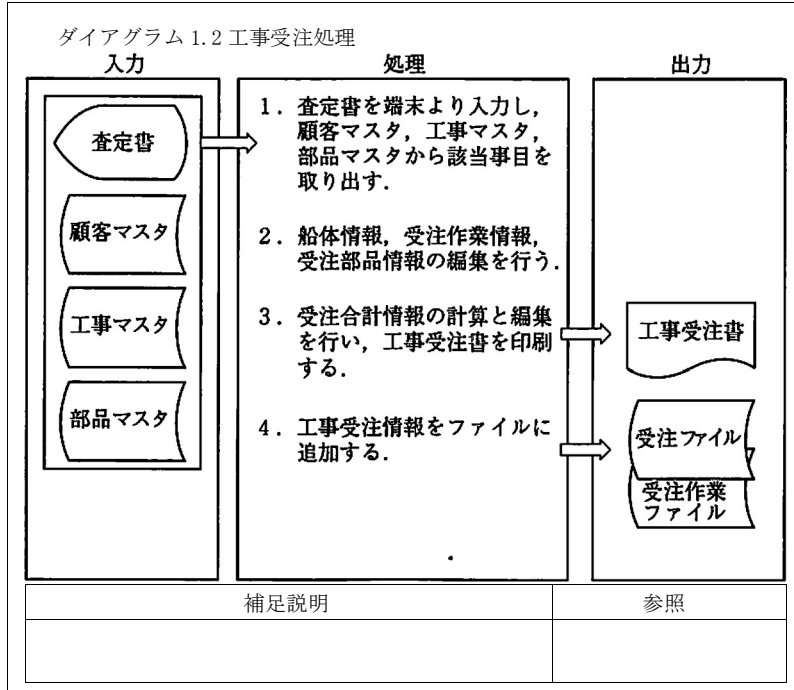 ダイアグラム 1.2 工事受注処理
入力
処理
出力
査定書
顧客マスタ
工事マスタ
部品マスタ
1．査定書を端末より入力し，
顧客マスタ，工事マスタ，
部品マスタから該当事目を
取り出す．
2．船体情報，受注作業情報，
受注部品情報の編集を行う．
3．受注合計情報の計算と編集
を行い，工事受注書を印刷
する．
4．工事受注情報をファイルに
追加する．
工事受注書
受注ファイル
受注作業
ファイル
補足説明
参照